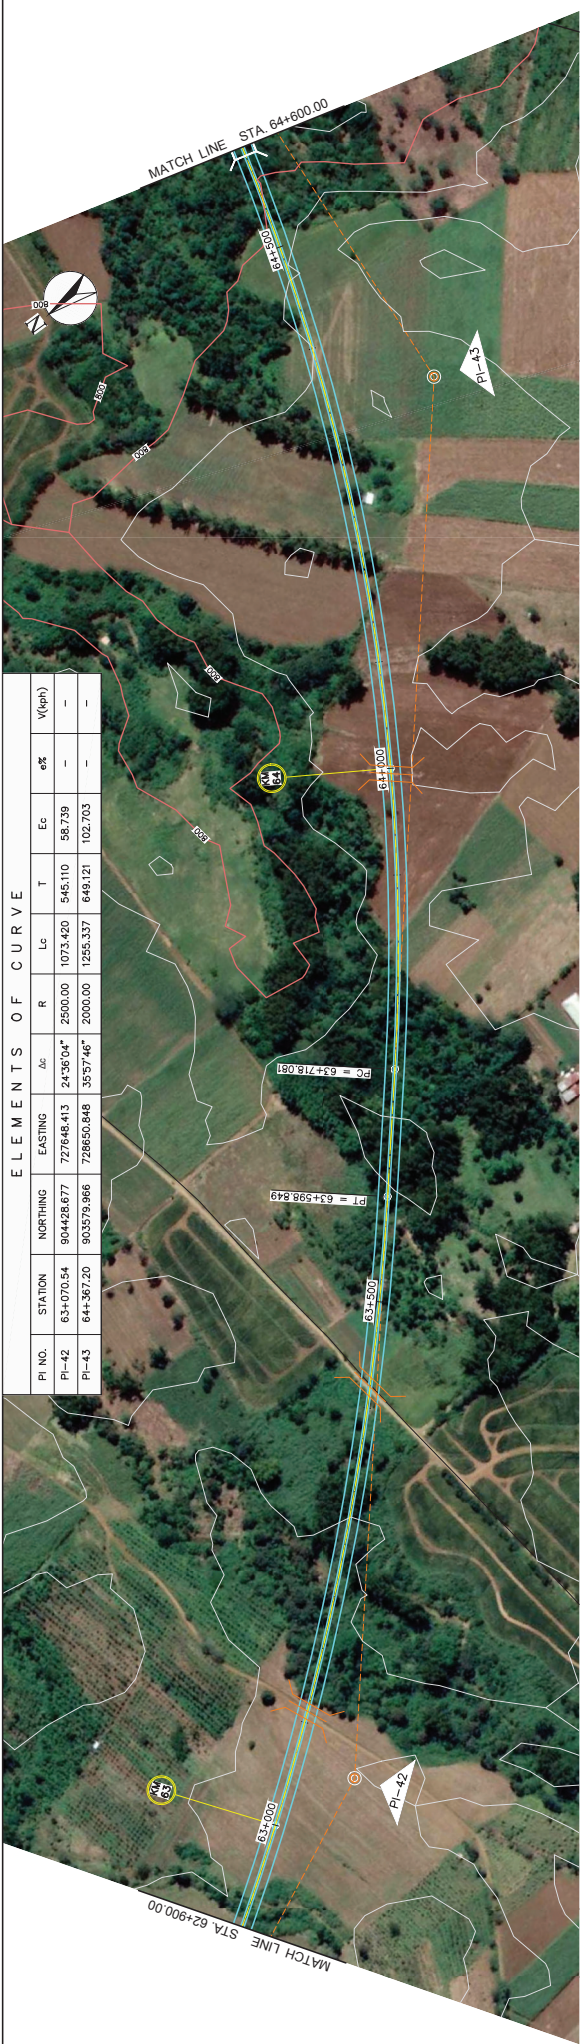 ELEMENTS OF CURVE
PI NO. STATION NORTHING EASTING Δc R Lc T Ec e% V(kph)
PI-42 63+070.54 904428.677 727648.413 24°36'04" 2500.00 1073.420 545.110 58.739 - -
PI-43 64+367.20 903579.966 728650.848 35°57'46" 2000.00 1255.337 649.121 102.703 - -
MATCH LINE STA. 62+900.00
KM 63
63+000
PI-42
63+500
PT = 63+598.849
PC = 63+718.081
KM 64
64+000
800
800
800
800
800
N
PI-43
64+500
MATCH LINE STA. 64+600.00